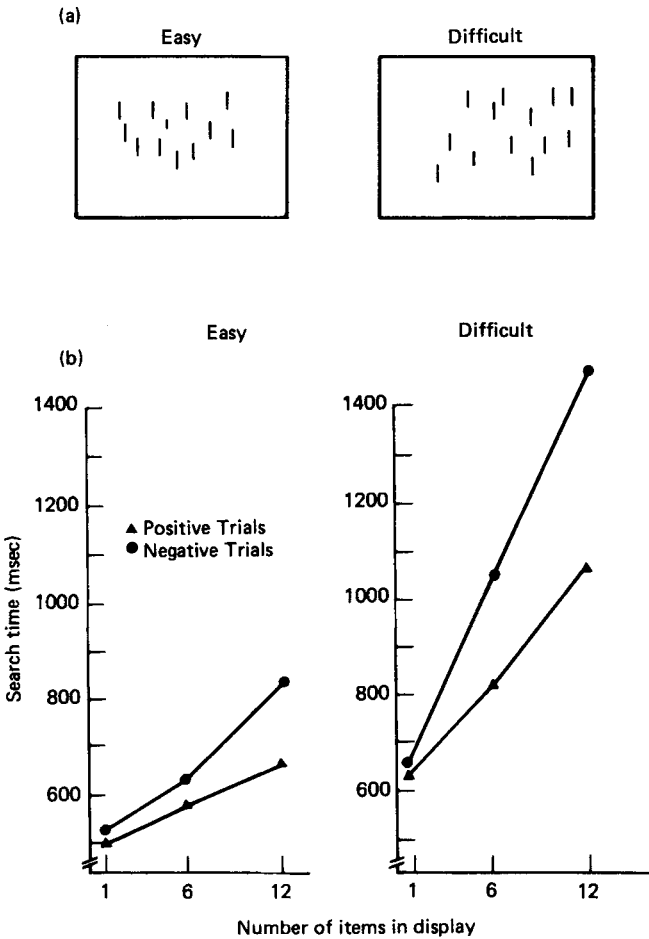 (a)
Easy Difficult
Easy Difficult
(b)
1400 1400
1200 1200
▲ Positive Trials
● Negative Trials
1000 1000
800 800
600 600
Search time (msec)
1 6 12 1 6 12
Number of items in display